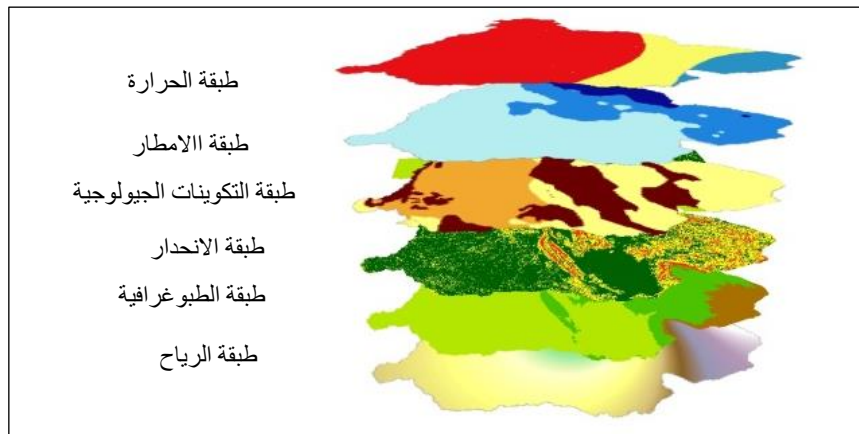 طبقة الحرارة
طبقة االامطار
طبقة التكوينات الجيولوجية
طبقة الانحدار
طبقة الطبوغرافية
طبقة الرياح